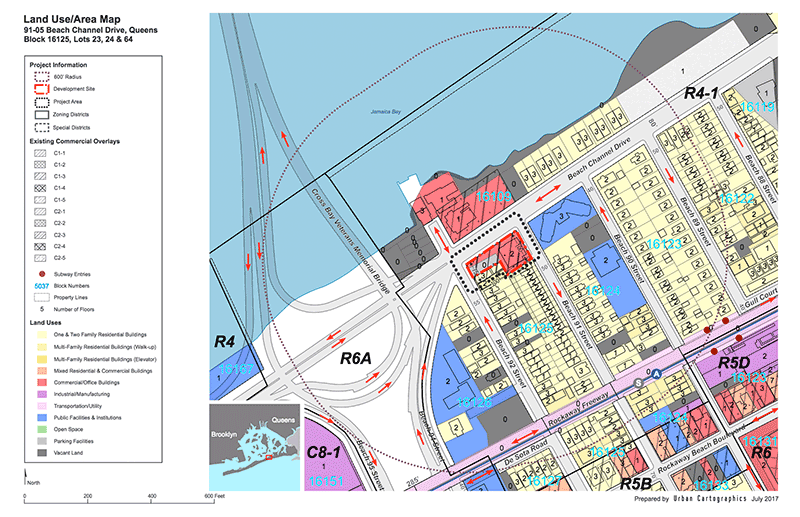 Land Use/Area Map
91-05 Beach Channel Drive, Queens
Block 16125, Lots 23, 24 & 64
Project Information
600' Radius
Development Site
Project Area
Zoning Districts
Special Districts
Existing Commercial Overlays
C1-1
C1-2
C1-3
C1-4
C1-5
C2-1
C2-2
C2-3
C2-4
C2-5
Subway Entries
5037 Block Numbers
Property Lines
5 Number of Floors
Land Uses
One & Two Family Residential Buildings
Multi-Family Residential Buildings (Walk-up)
Multi-Family Residential Buildings (Elevator)
Mixed Residential & Commercial Buildings
Commercial/Office Buildings
Industrial/Manufacturing
Transportation/Utility
Public Facilities & Institutions
Open Space
Parking Facilities
Vacant Land
North
0 200 400 600 Feet
Jamaica Bay
Cross Bay Veterans Memorial Bridge
Beach Channel Drive
R4-1
16119
16109
16122
16123
16124
16125
16126
Beach 88 Street
Beach 89 Street
Beach 90 Street
Beach 91 Street
Beach 92 Street
Beach 95 Street
R4
R6A
Gull Court
R5D
S
A
Rockaway Freeway
De Sota Road
Rockaway Beach Boulevard
R6
R5B
C8-1
16151
16127
285'
Brooklyn
Queens
Prepared by Urban Cartographics July 2017